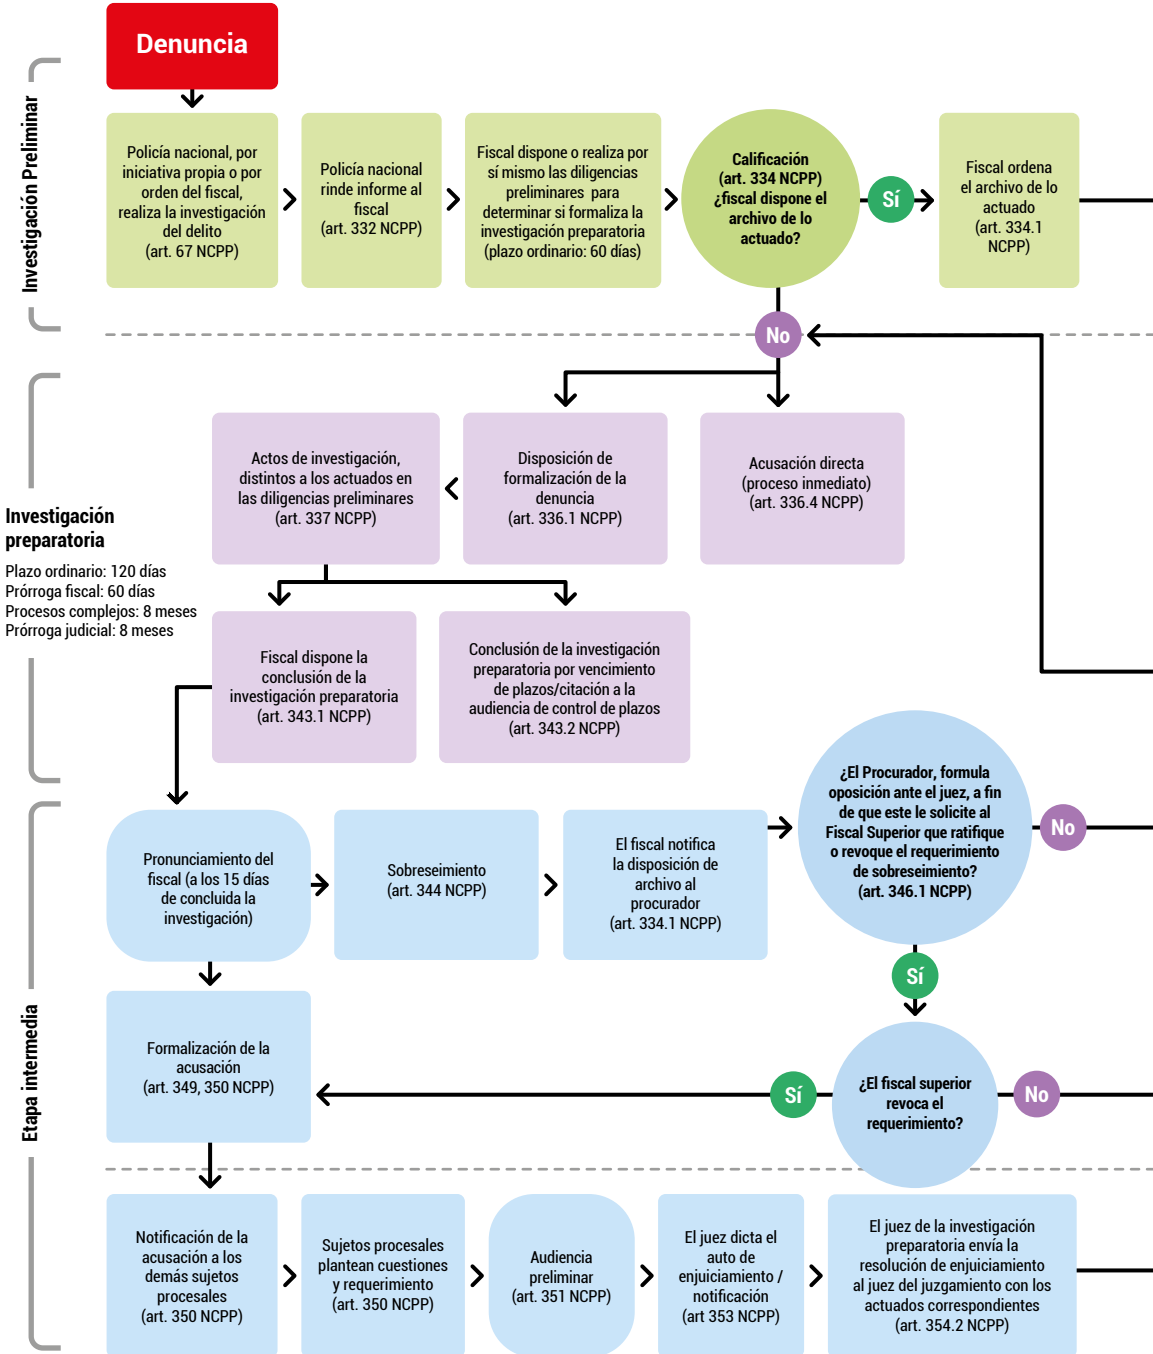 Denuncia
Investigación Preliminar
Policía nacional, por
iniciativa propia o por
orden del fiscal,
realiza la investigación
del delito
(art. 67 NCPP)
Policía nacional
rinde informe al
fiscal
(art. 332 NCPP)
Fiscal dispone o realiza por
sí mismo las diligencias
preliminares para
determinar si formaliza la
investigación preparatoria
(plazo ordinario: 60 días)
Calificación
(art. 334 NCPP)
¿fiscal dispone el
archivo de lo
actuado?
Sí
Fiscal ordena
el archivo de lo
actuado
(art. 334.1
NCPP)
No
Investigación
preparatoria
Plazo ordinario: 120 días
Prórroga fiscal: 60 días
Procesos complejos: 8 meses
Prórroga judicial: 8 meses
Actos de investigación,
distintos a los actuados en
las diligencias preliminares
(art. 337 NCPP)
Disposición de
formalización de la
denuncia
(art. 336.1 NCPP)
Acusación directa
(proceso inmediato)
(art. 336.4 NCPP)
Fiscal dispone la
conclusión de la
investigación preparatoria
(art. 343.1 NCPP)
Conclusión de la investigación
preparatoria por vencimiento
de plazos/citación a la
audiencia de control de plazos
(art. 343.2 NCPP)
Etapa intermedia
Pronunciamiento del
fiscal (a los 15 días
de concluida la
investigación)
Sobreseimiento
(art. 344 NCPP)
El fiscal notifica
la disposición de
archivo al
procurador
(art. 334.1 NCPP)
¿El Procurador, formula
oposición ante el juez, a fin
de que este le solicite al
Fiscal Superior que ratifique
o revoque el requerimiento
de sobreseimiento?
(art. 346.1 NCPP)
No
Sí
Formalización de la
acusación
(art. 349, 350 NCPP)
Sí
¿El fiscal superior
revoca el
requerimiento?
No
Notificación de la
acusación a los
demás sujetos
procesales
(art. 350 NCPP)
Sujetos procesales
plantean cuestiones
y requerimiento
(art. 350 NCPP)
Audiencia
preliminar
(art. 351 NCPP)
El juez dicta el
auto de
enjuiciamiento /
notificación
(art 353 NCPP)
El juez de la investigación
preparatoria envía la
resolución de enjuiciamiento
al juez del juzgamiento con los
actuados correspondientes
(art. 354.2 NCPP)